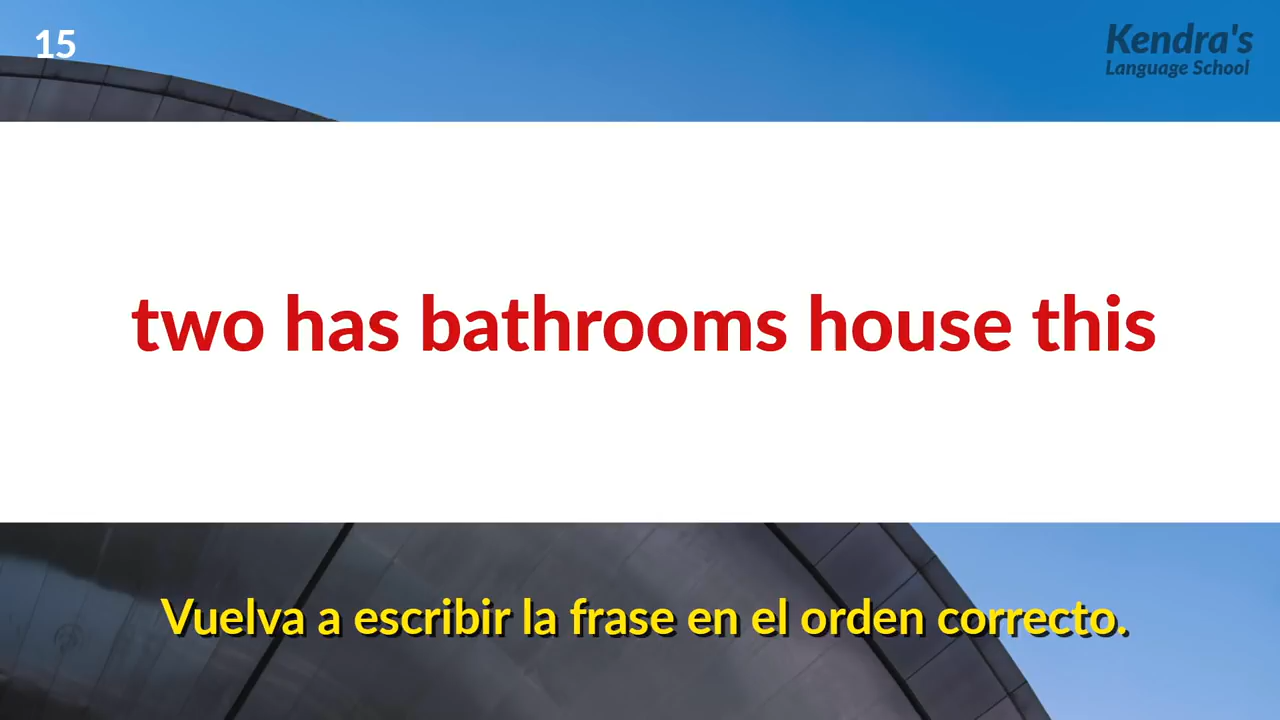 15
Kendra's
Language School
two has bathrooms house this
Vuelva a escribir la frase en el orden correcto.